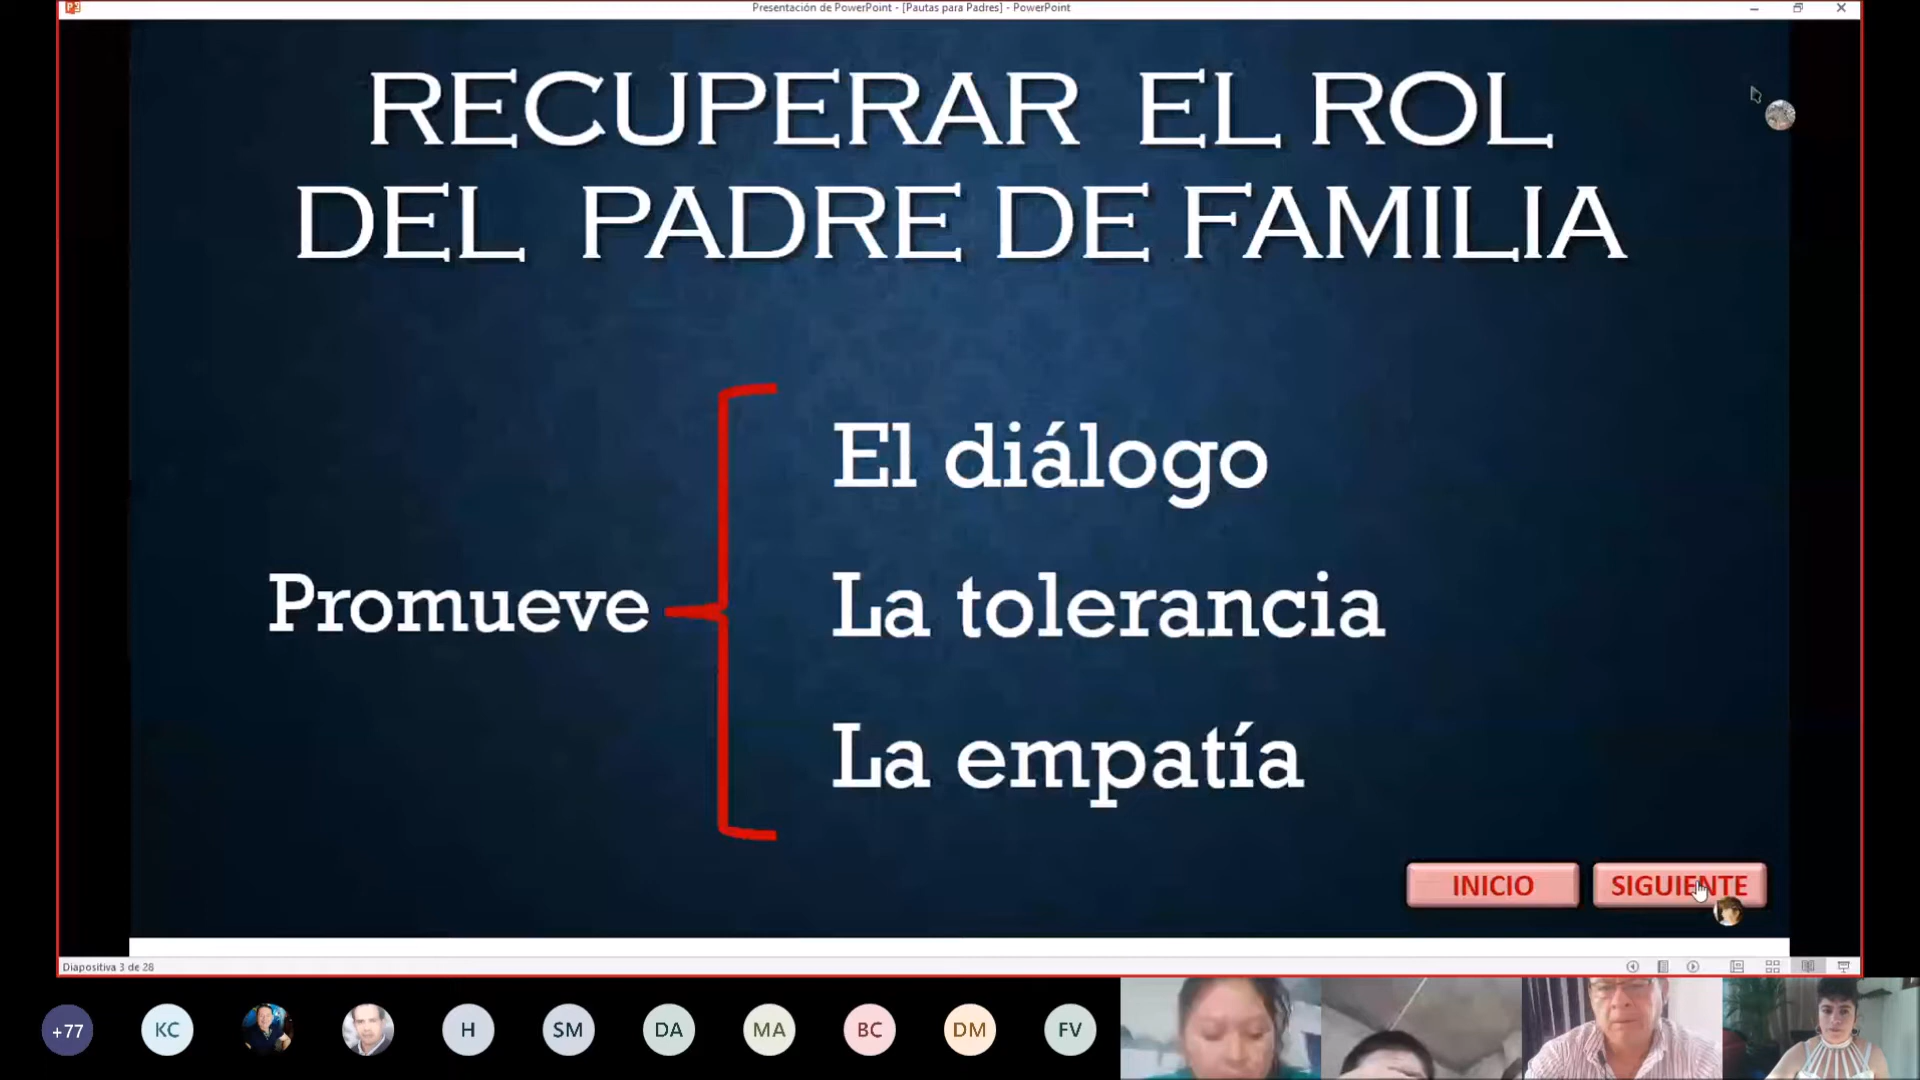 Presentación de PowerPoint - [Pautas para Padres] - PowerPoint
RECUPERAR EL ROL
DEL PADRE DE FAMILIA
Promueve
El diálogo
La tolerancia
La empatía
INICIO
SIGUIENTE
Diapositiva 3 de 28
+77
KC
H
SM
DA
MA
BC
DM
FV